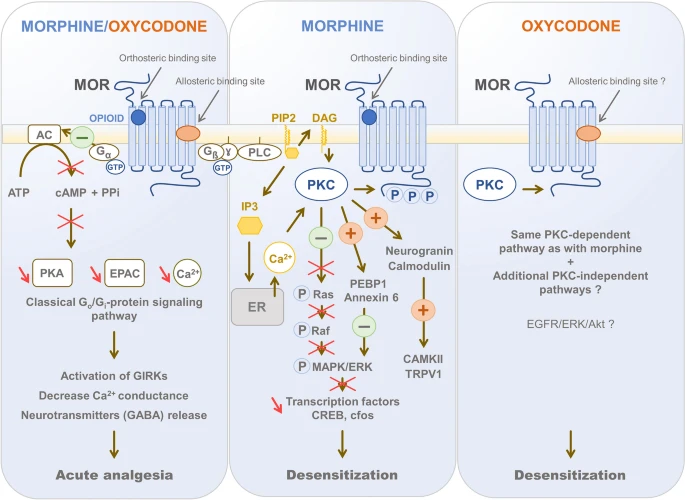 MORPHINE/OXYCODONE
Orthosteric binding site
MOR
Allosteric binding site
OPIOID
AC
−
Gα
GTP
ATP
cAMP + PPi
PKA
EPAC
Ca²⁺
Classical Gₒ/Gᵢ-protein signaling
pathway
Activation of GIRKs
Decrease Ca²⁺ conductance
Neurotransmitters (GABA) release
Acute analgesia
MORPHINE
Orthosteric binding site
MOR
PIP2
DAG
Gβ
γ
PLC
GTP
PKC
P P P
IP3
Ca²⁺
ER
−
+
+
Neurogranin
Calmodulin
PEBP1
Annexin 6
P Ras
P Raf
−
+
P MAPK/ERK
CAMKII
TRPV1
Transcription factors
CREB, cfos
Desensitization
OXYCODONE
MOR
Allosteric binding site ?
PKC
Same PKC-dependent
pathway as with morphine
+
Additional PKC-independent
pathways ?
EGFR/ERK/Akt ?
Desensitization